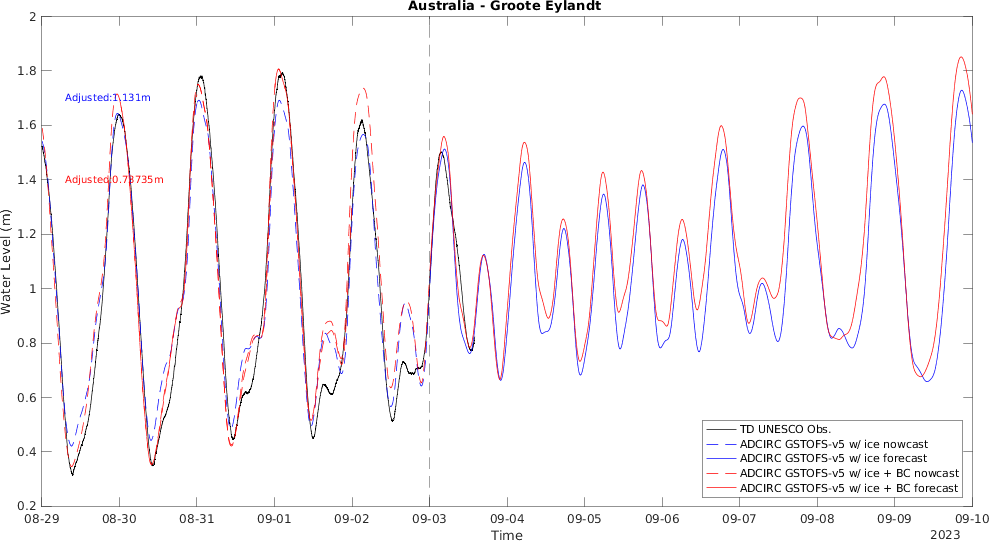 Australia - Groote Eylandt
2
1.8
1.6
1.4
1.2
1
0.8
0.6
0.4
0.2
Water Level (m)
Adjusted:1.131m
Adjusted:0.73735m
TD UNESCO Obs.
ADCIRC GSTOFS-v5 w/ ice nowcast
ADCIRC GSTOFS-v5 w/ ice forecast
ADCIRC GSTOFS-v5 w/ ice + BC nowcast
ADCIRC GSTOFS-v5 w/ ice + BC forecast
08-29 08-30 08-31 09-01 09-02 09-03 09-04 09-05 09-06 09-07 09-08 09-09 09-10
Time
2023